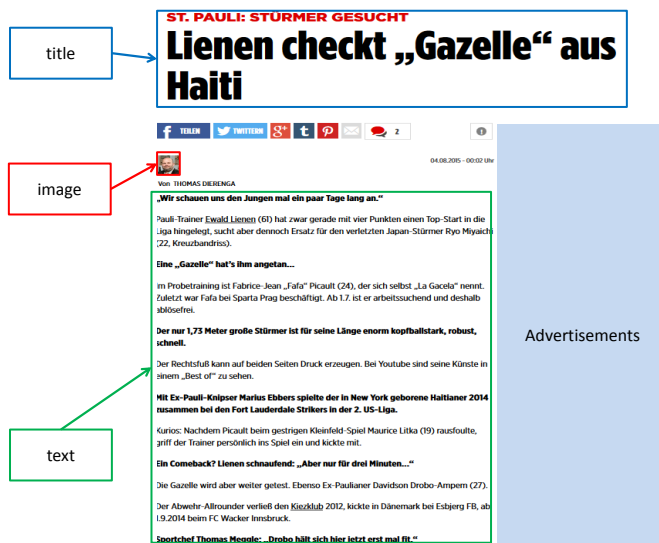 ST. PAULI: STÜRMER GESUCHT
title
Lienen checkt „Gazelle“ aus
Haiti
TEILEN
TWITTERN
2
04.08.2015 - 00:02 Uhr
image
Von THOMAS DIERENGA
„Wir schauen uns den Jungen mal ein paar Tage lang an.“
Pauli-Trainer Ewald Lienen (61) hat zwar gerade mit vier Punkten einen Top-Start in die
Liga hingelegt, sucht aber dennoch Ersatz für den verletzten Japan-Stürmer Ryo Miyaichi
(22, Kreuzbandriss).
Eine „Gazelle“ hat’s ihm angetan...
Im Probetraining ist Fabrice-Jean „Fafa“ Picault (24), der sich selbst „La Gacela“ nennt.
Zuletzt war Fafa bei Sparta Prag beschäftigt. Ab 1.7. ist er arbeitssuchend und deshalb
ablösefrei.
Der nur 1,73 Meter große Stürmer ist für seine Länge enorm kopfballstark, robust,
schnell.
Advertisements
Der Rechtsfuß kann auf beiden Seiten Druck erzeugen. Bei Youtube sind seine Künste in
einem „Best of“ zu sehen.
Mit Ex-Pauli-Knipser Marius Ebbers spielte der in New York geborene Haitianer 2014
zusammen bei den Fort Lauderdale Strikers in der 2. US-Liga.
Kurios: Nachdem Picault beim gestrigen Kleinfeld-Spiel Maurice Litka (19) rausfoulte,
griff der Trainer persönlich ins Spiel ein und kickte mit.
text
Ein Comeback? Lienen schnaufend: „Aber nur für drei Minuten...“
Die Gazelle wird aber weiter getest. Ebenso Ex-Paulianer Davidson Drobo-Ampem (27).
Der Abwehr-Allrounder verließ den Kiezklub 2012, kickte in Dänemark bei Esbjerg FB, ab
1.9.2014 beim FC Wacker Innsbruck.
Sportchef Thomas Meggle: „Drobo hält sich hier jetzt erst mal fit.“